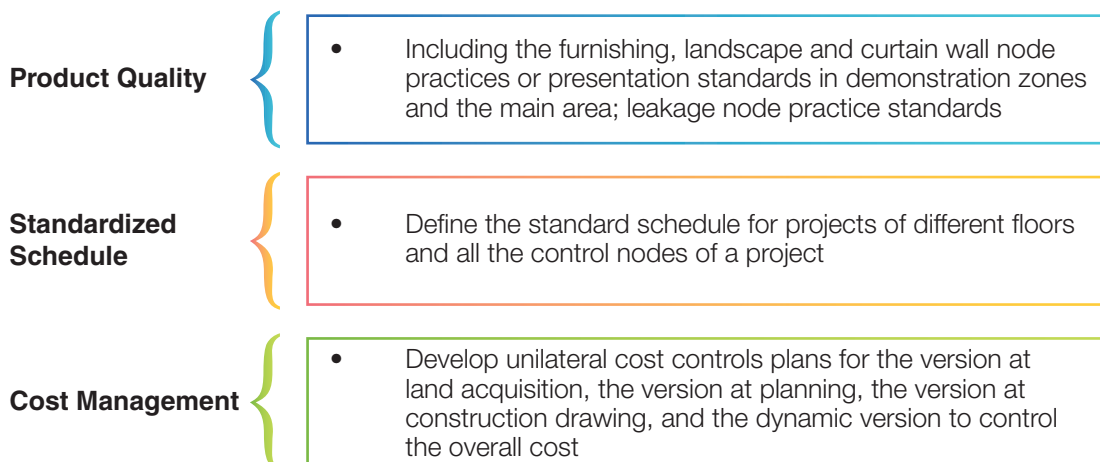 Product Quality
• Including the furnishing, landscape and curtain wall node
practices or presentation standards in demonstration zones
and the main area; leakage node practice standards
Standardized
Schedule
• Define the standard schedule for projects of different floors
and all the control nodes of a project
Cost Management
• Develop unilateral cost controls plans for the version at
land acquisition, the version at planning, the version at
construction drawing, and the dynamic version to control
the overall cost